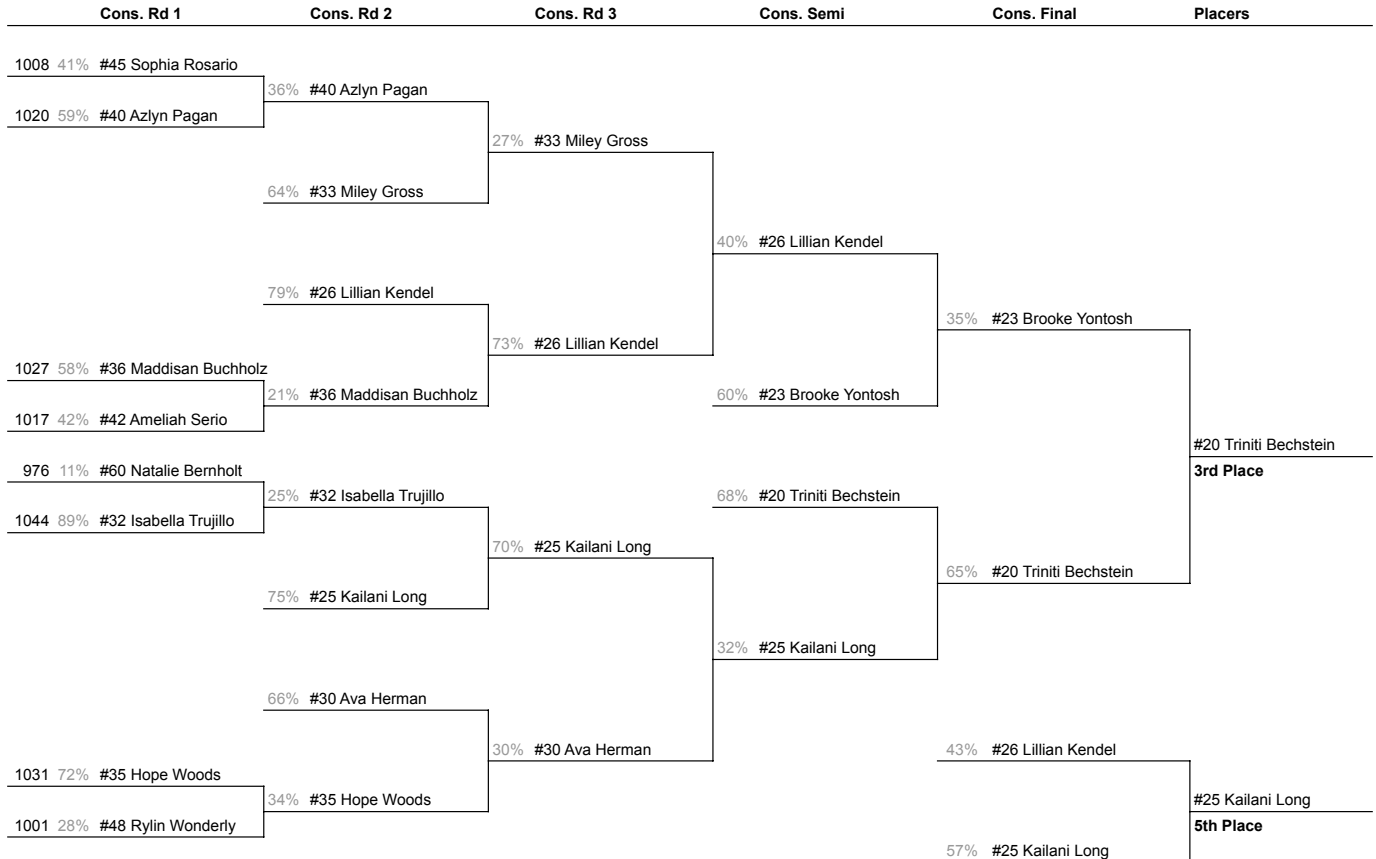 Cons. Rd 1 Cons. Rd 2 Cons. Rd 3 Cons. Semi Cons. Final Placers
1008 41% #45 Sophia Rosario
36% #40 Azlyn Pagan
1020 59% #40 Azlyn Pagan
27% #33 Miley Gross
64% #33 Miley Gross
40% #26 Lillian Kendel
79% #26 Lillian Kendel
35% #23 Brooke Yontosh
73% #26 Lillian Kendel
1027 58% #36 Maddisan Buchholz
21% #36 Maddisan Buchholz
60% #23 Brooke Yontosh
1017 42% #42 Ameliah Serio
#20 Triniti Bechstein
976 11% #60 Natalie Bernholt
3rd Place
25% #32 Isabella Trujillo
68% #20 Triniti Bechstein
1044 89% #32 Isabella Trujillo
70% #25 Kailani Long
65% #20 Triniti Bechstein
75% #25 Kailani Long
32% #25 Kailani Long
66% #30 Ava Herman
30% #30 Ava Herman
43% #26 Lillian Kendel
1031 72% #35 Hope Woods
34% #35 Hope Woods
#25 Kailani Long
1001 28% #48 Rylin Wonderly
5th Place
57% #25 Kailani Long